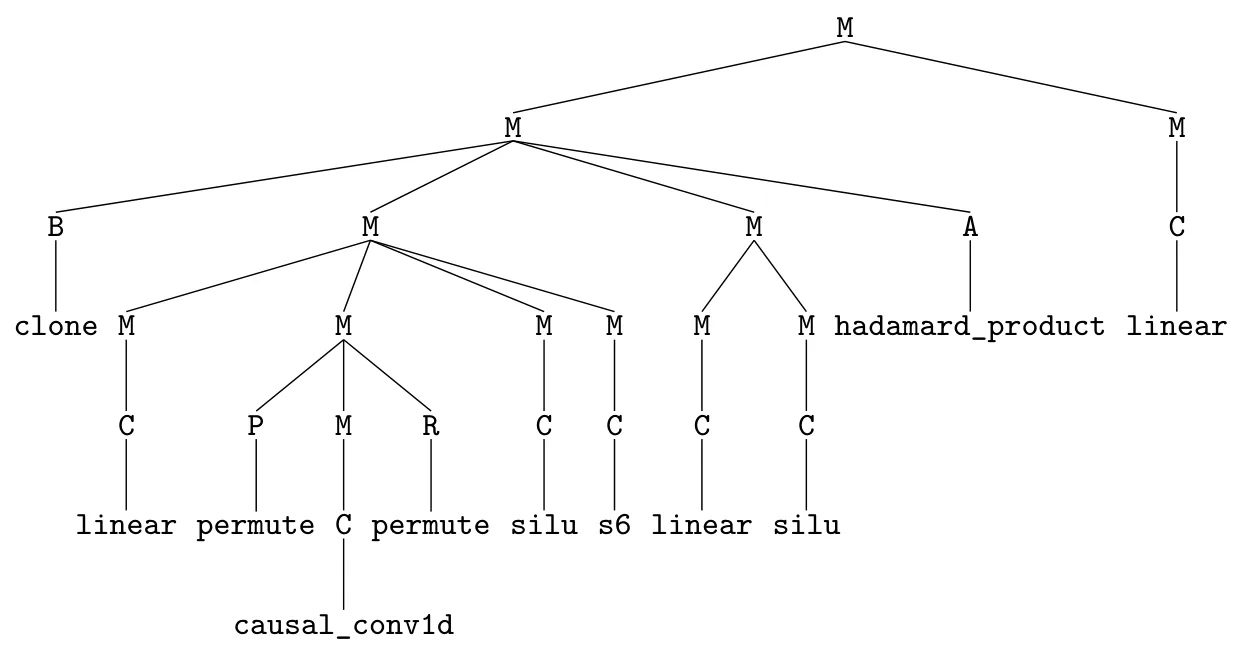 M
M M
B M M A C
clone M M M M M M hadamard_product linear
C P M R C C C C
linear permute C permute silu s6 linear silu
causal_conv1d